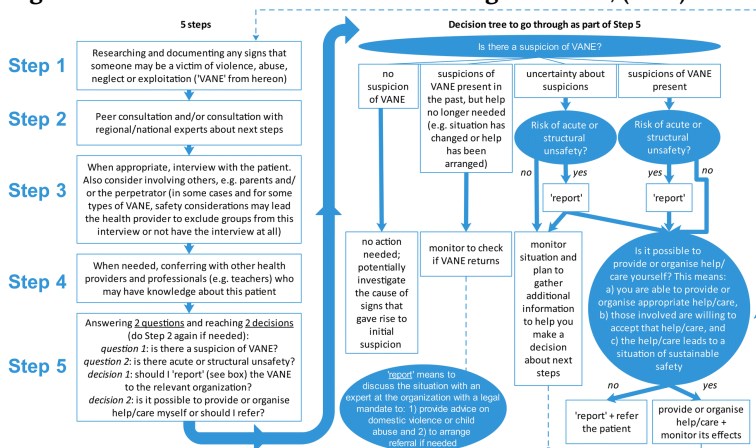 5 steps
Step 1
Researching and documenting any signs that
someone may be a victim of violence, abuse,
neglect or exploitation ('VANE' from hereon)
Step 2
Peer consultation and/or consultation with
regional/national experts about next steps
Step 3
When appropriate, interview with the patient.
Also consider involving others, e.g. parents and/
or the perpetrator (in some cases and for some
types of VANE, safety considerations may lead
the health provider to exclude groups from this
interview or not have the interview at all)
Step 4
When needed, conferring with other health
providers and professionals (e.g. teachers) who
may have knowledge about this patient
Step 5
Answering 2 questions and reaching 2 decisions
(do Step 2 again if needed):
question 1: is there a suspicion of VANE?
question 2: is there acute or structural unsafety?
decision 1: should I 'report' (see box) the VANE
to the relevant organization?
decision 2: is it possible to provide or organise
help/care myself or should I refer?
Decision tree to go through as part of Step 5
Is there a suspicion of VANE?
no
suspicion
of VANE
suspicions of
VANE present in
the past, but help
no longer needed
(e.g. situation has
changed or help
has been
arranged)
uncertainty about
suspicions
suspicions of VANE
present
Risk of acute or
structural
unsafety?
Risk of acute or
structural
unsafety?
no
yes
yes
no
'report'
'report'
no action
needed;
potentially
investigate
the cause of
signs that
gave rise to
initial
suspicion
monitor to check
if VANE returns
monitor
situation and
plan to
gather
additional
information
to help you
make a
decision
about next
steps
Is it possible to
provide or organise help/
care yourself? This means:
a) you are able to provide or
organise appropriate help/care,
b) those involved are willing to
accept that help/care, and
c) the help/care leads to a
situation of sustainable
safety
'report' means to
discuss the situation with an
expert at the organization with a legal
mandate to: 1) provide advice on
domestic violence or child
abuse and 2) to arrange
referral if needed
no
yes
'report' + refer
the patient
provide or organise
help/care +
monitor its effects